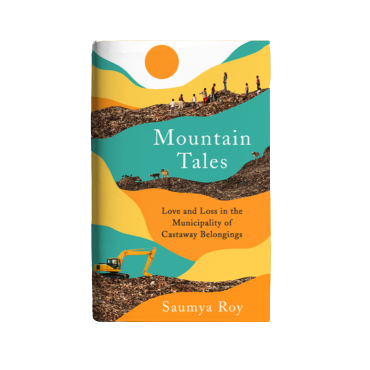 Mountain
Tales
Love and Loss in the
Municipality of
Castaway Belongings
Saumya Roy